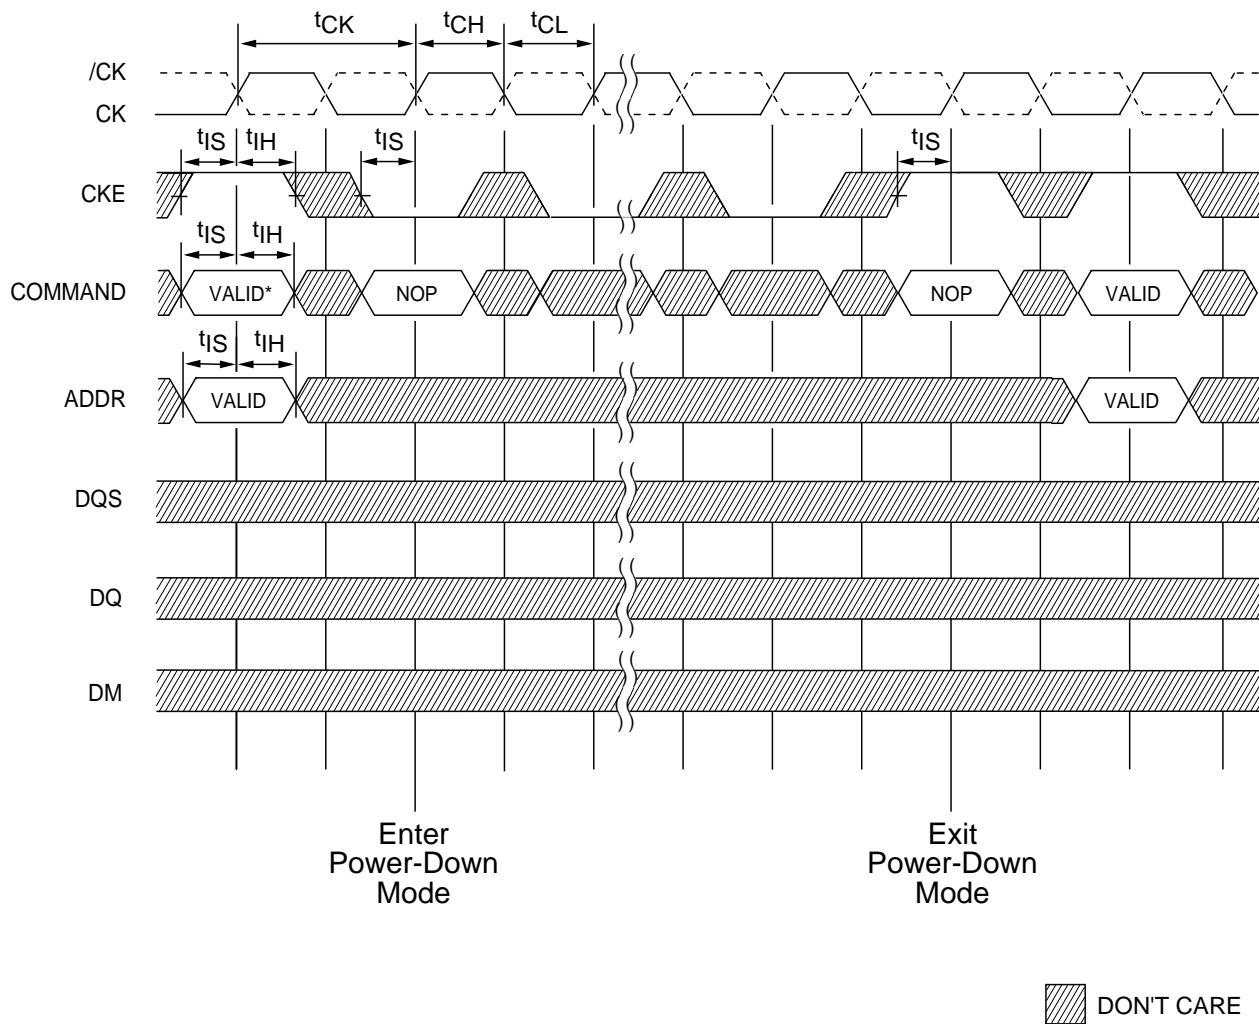 tCK tCH tCL
/CK
CK
tIS tIH tIS tIS
CKE
tIS tIH
COMMAND VALID* NOP NOP VALID
tIS tIH
ADDR VALID VALID
DQS
DQ
DM
Enter
Power-Down
Mode
Exit
Power-Down
Mode
DON'T CARE